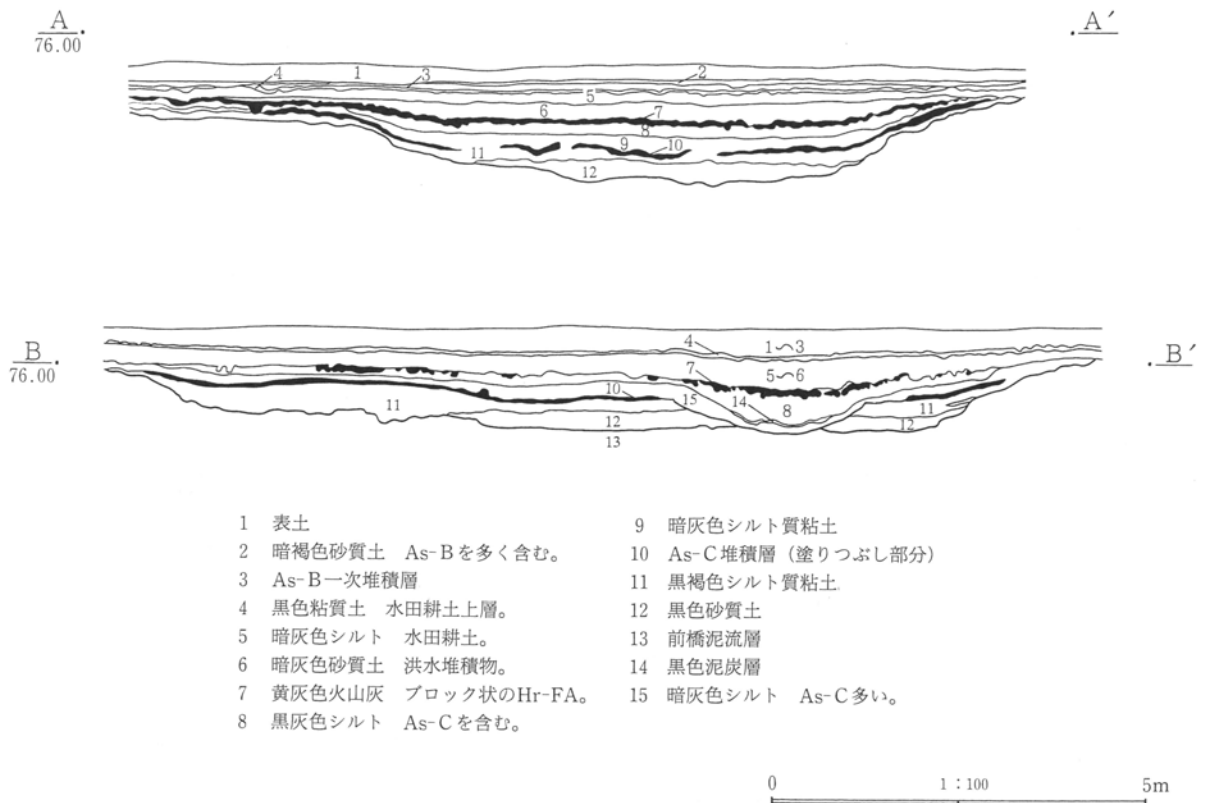 A
76.00
A′
4
1
3
2
5
6
7
8
9
10
11
12
B
76.00
B′
4
1〜3
7
5〜6
10
15
14
8
11
11
12
12
13
1 表土
2 暗褐色砂質土 As-Bを多く含む。
3 As-B一次堆積層
4 黒色粘質土 水田耕土上層。
5 暗灰色シルト 水田耕土。
6 暗灰色砂質土 洪水堆積物。
7 黄灰色火山灰 ブロック状のHr-FA。
8 黒灰色シルト As-Cを含む。
9 暗灰色シルト質粘土
10 As-C堆積層（塗りつぶし部分）
11 黒褐色シルト質粘土
12 黒色砂質土
13 前橋泥流層
14 黒色泥炭層
15 暗灰色シルト As-C多い。
0 1：100 5m